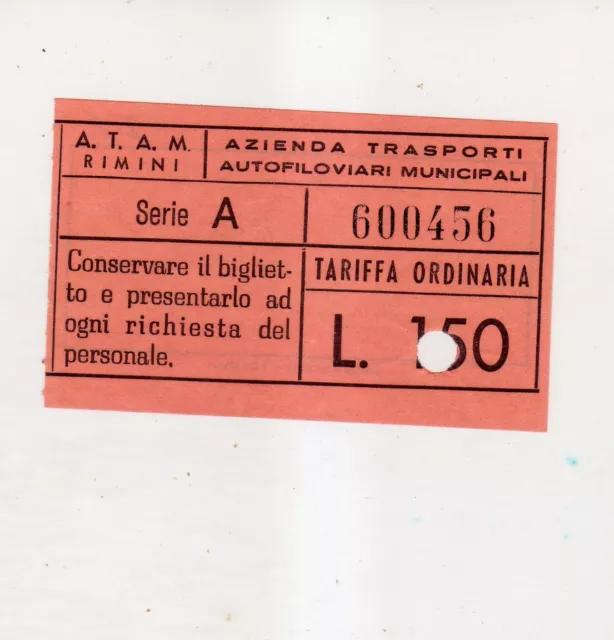 A. T. A. M.
RIMINI
AZIENDA TRASPORTI
AUTOFILOVIARI MUNICIPALI
Serie A
600456
Conservare il bigliet-
to e presentarlo ad
ogni richiesta del
personale.
TARIFFA ORDINARIA
L. 150